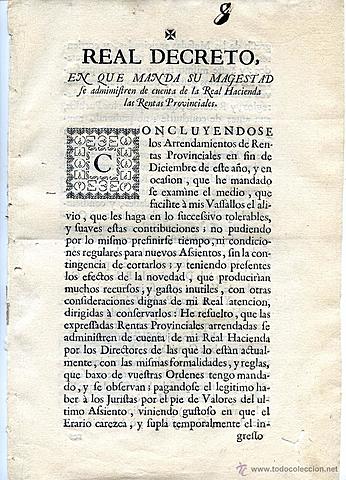 8
REAL DECRETO,
EN QUE MANDA SU MAGESTAD
se administren de cuenta de la Real Hacienda
las Rentas Provinciales.
CONCLUYENDOSE
los Arrendamientos de Ren-
tas Provinciales en fin de
Diciembre de este año, y en
ocasion, que he mandado
se examine el medio, que
facilite à mis Vassallos el ali-
vio, que les haga en lo successivo tolerables,
y suaves estas contribuciones; no pudiendo
por lo mismo prefinirse tiempo, ni condicio-
nes regulares para nuevos Assientos, sin la con-
tingencia de cortarlos; y teniendo presentes
los efectos de la novedad, que producirian
muchos recursos, y gastos inutiles, con otras
consideraciones dignas de mi Real atencion,
dirigidas à conservarlos: He resuelto, que las
expressadas Rentas Provinciales arrendadas se
administren de cuenta de mi Real Hacienda
por los Directores de las que lo están actual-
mente, con las mismas formalidades, y reglas,
que baxo de vuestras Ordenes tengo manda-
do, y se observan: pagandose el legitimo ha-
ber à los Juristas por el pie de Valores del ul-
timo Assiento, viniendo gustoso en que el
Erario carezca, y supla temporalmente el in-
gresso
todocoleccion.net